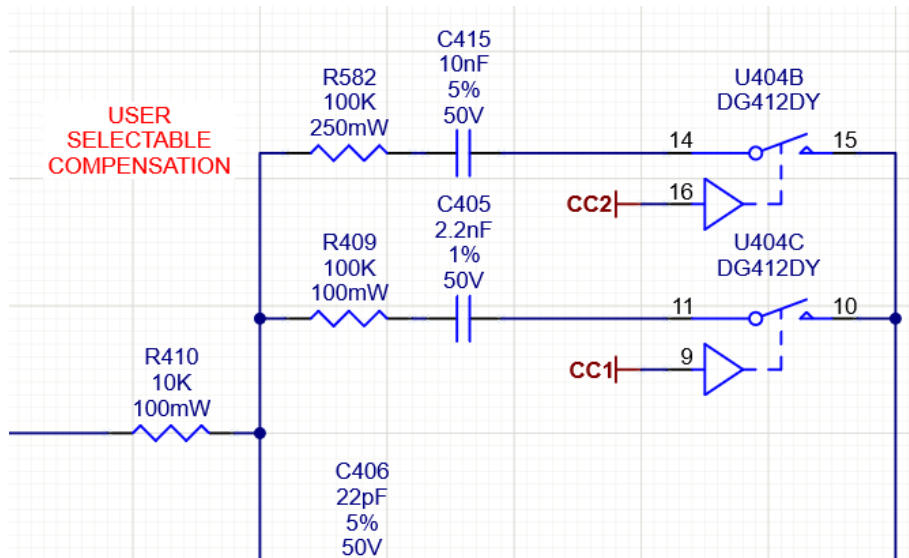 C415
10nF
5%
50V
U404B
DG412DY
R582
100K
250mW
USER
SELECTABLE
COMPENSATION
14
15
CC2
16
C405
2.2nF
1%
50V
U404C
DG412DY
R409
100K
100mW
11
10
CC1
9
R410
10K
100mW
C406
22pF
5%
50V